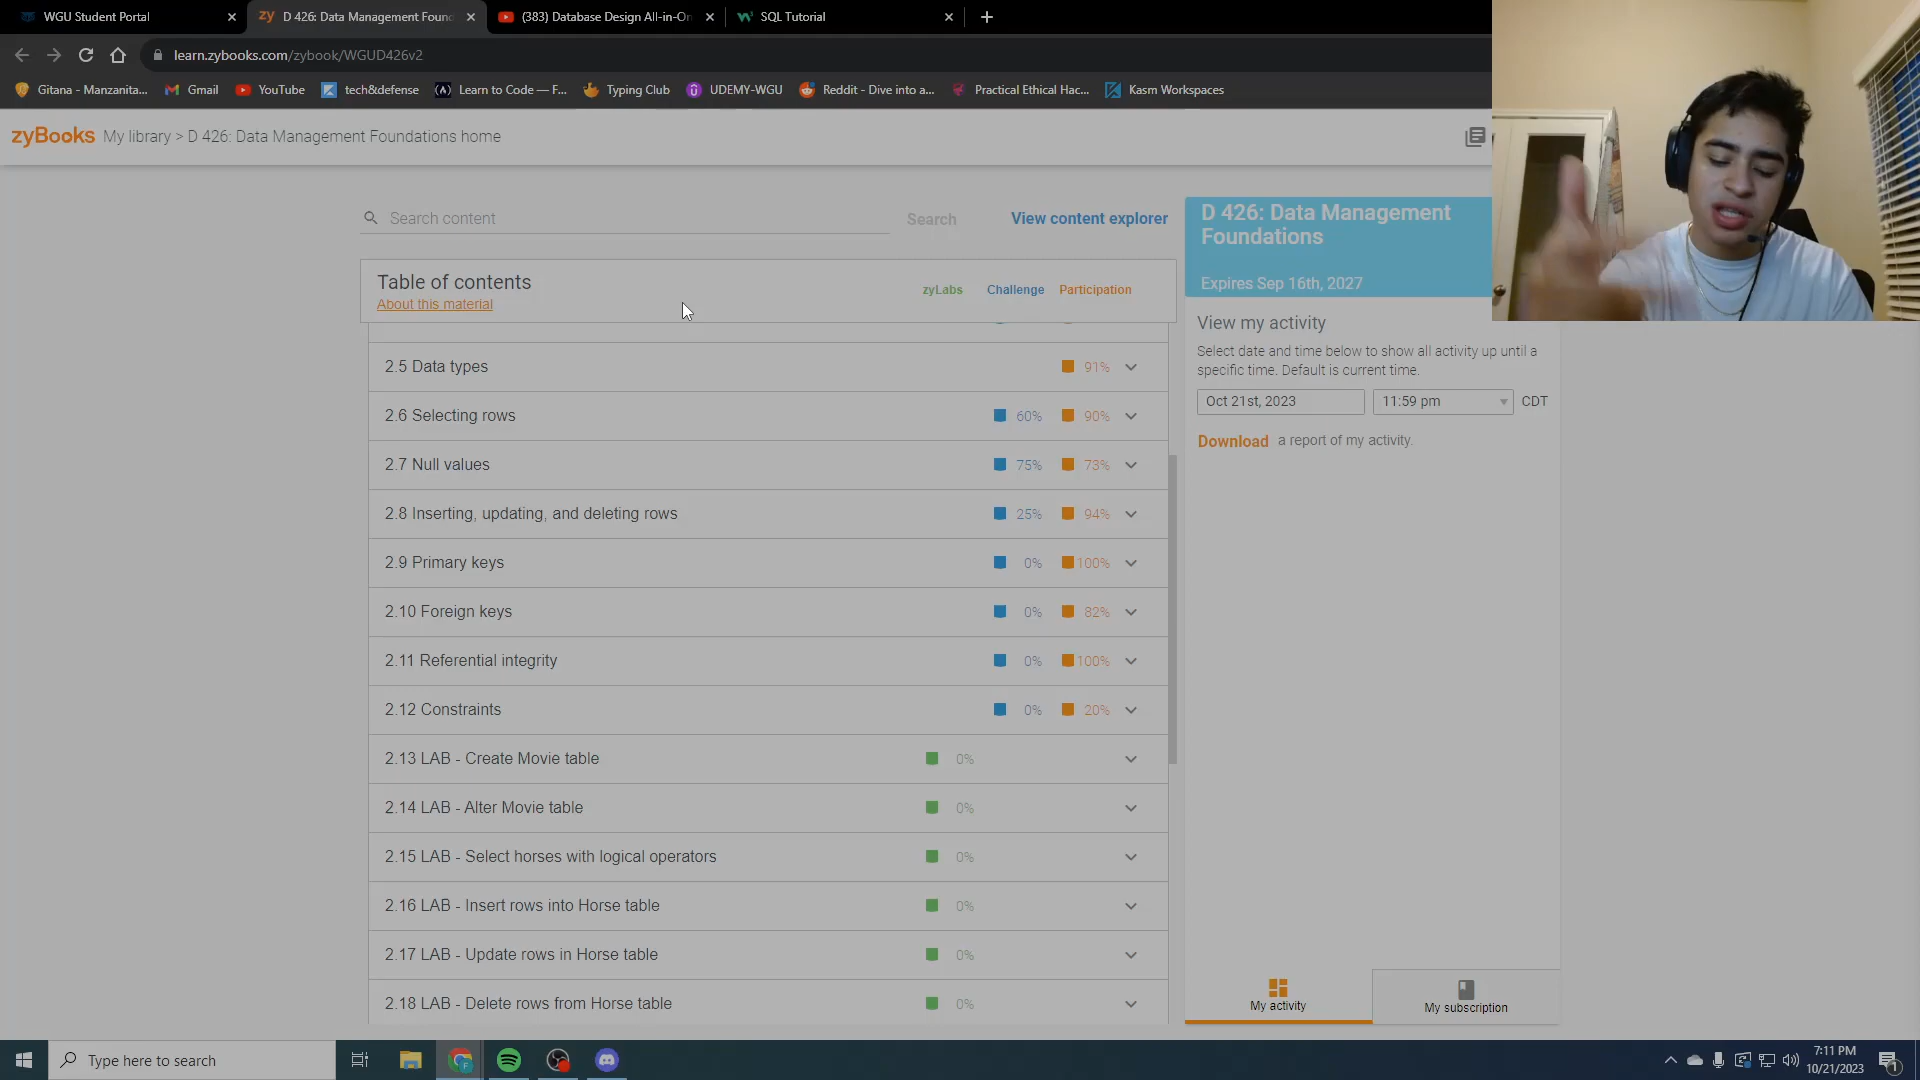 WGU Student Portal
D 426: Data Management Found
(383) Database Design All-in-On
SQL Tutorial
learn.zybooks.com/zybook/WGUD426v2
Gitana - Manzanita...
Gmail
YouTube
tech&defense
Learn to Code — F...
Typing Club
UDEMY-WGU
Reddit - Dive into a...
Practical Ethical Hac...
Kasm Workspaces
zyBooks My library > D 426: Data Management Foundations home
Search content
Search
View content explorer
Table of contents
About this material
zyLabs Challenge Participation
2.5 Data types 91%
2.6 Selecting rows 60% 90%
2.7 Null values 75% 73%
2.8 Inserting, updating, and deleting rows 25% 94%
2.9 Primary keys 0% 100%
2.10 Foreign keys 0% 82%
2.11 Referential integrity 0% 100%
2.12 Constraints 0% 20%
2.13 LAB - Create Movie table 0%
2.14 LAB - Alter Movie table 0%
2.15 LAB - Select horses with logical operators 0%
2.16 LAB - Insert rows into Horse table 0%
2.17 LAB - Update rows in Horse table 0%
2.18 LAB - Delete rows from Horse table 0%
D 426: Data Management
Foundations
Expires Sep 16th, 2027
View my activity
Select date and time below to show all activity up until a
specific time. Default is current time.
Oct 21st, 2023 11:59 pm CDT
Download a report of my activity.
My activity
My subscription
Type here to search
7:11 PM
10/21/2023
1